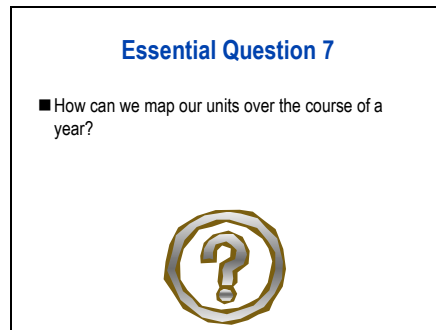 Essential Question 7
■ How can we map our units over the course of a
year?
?